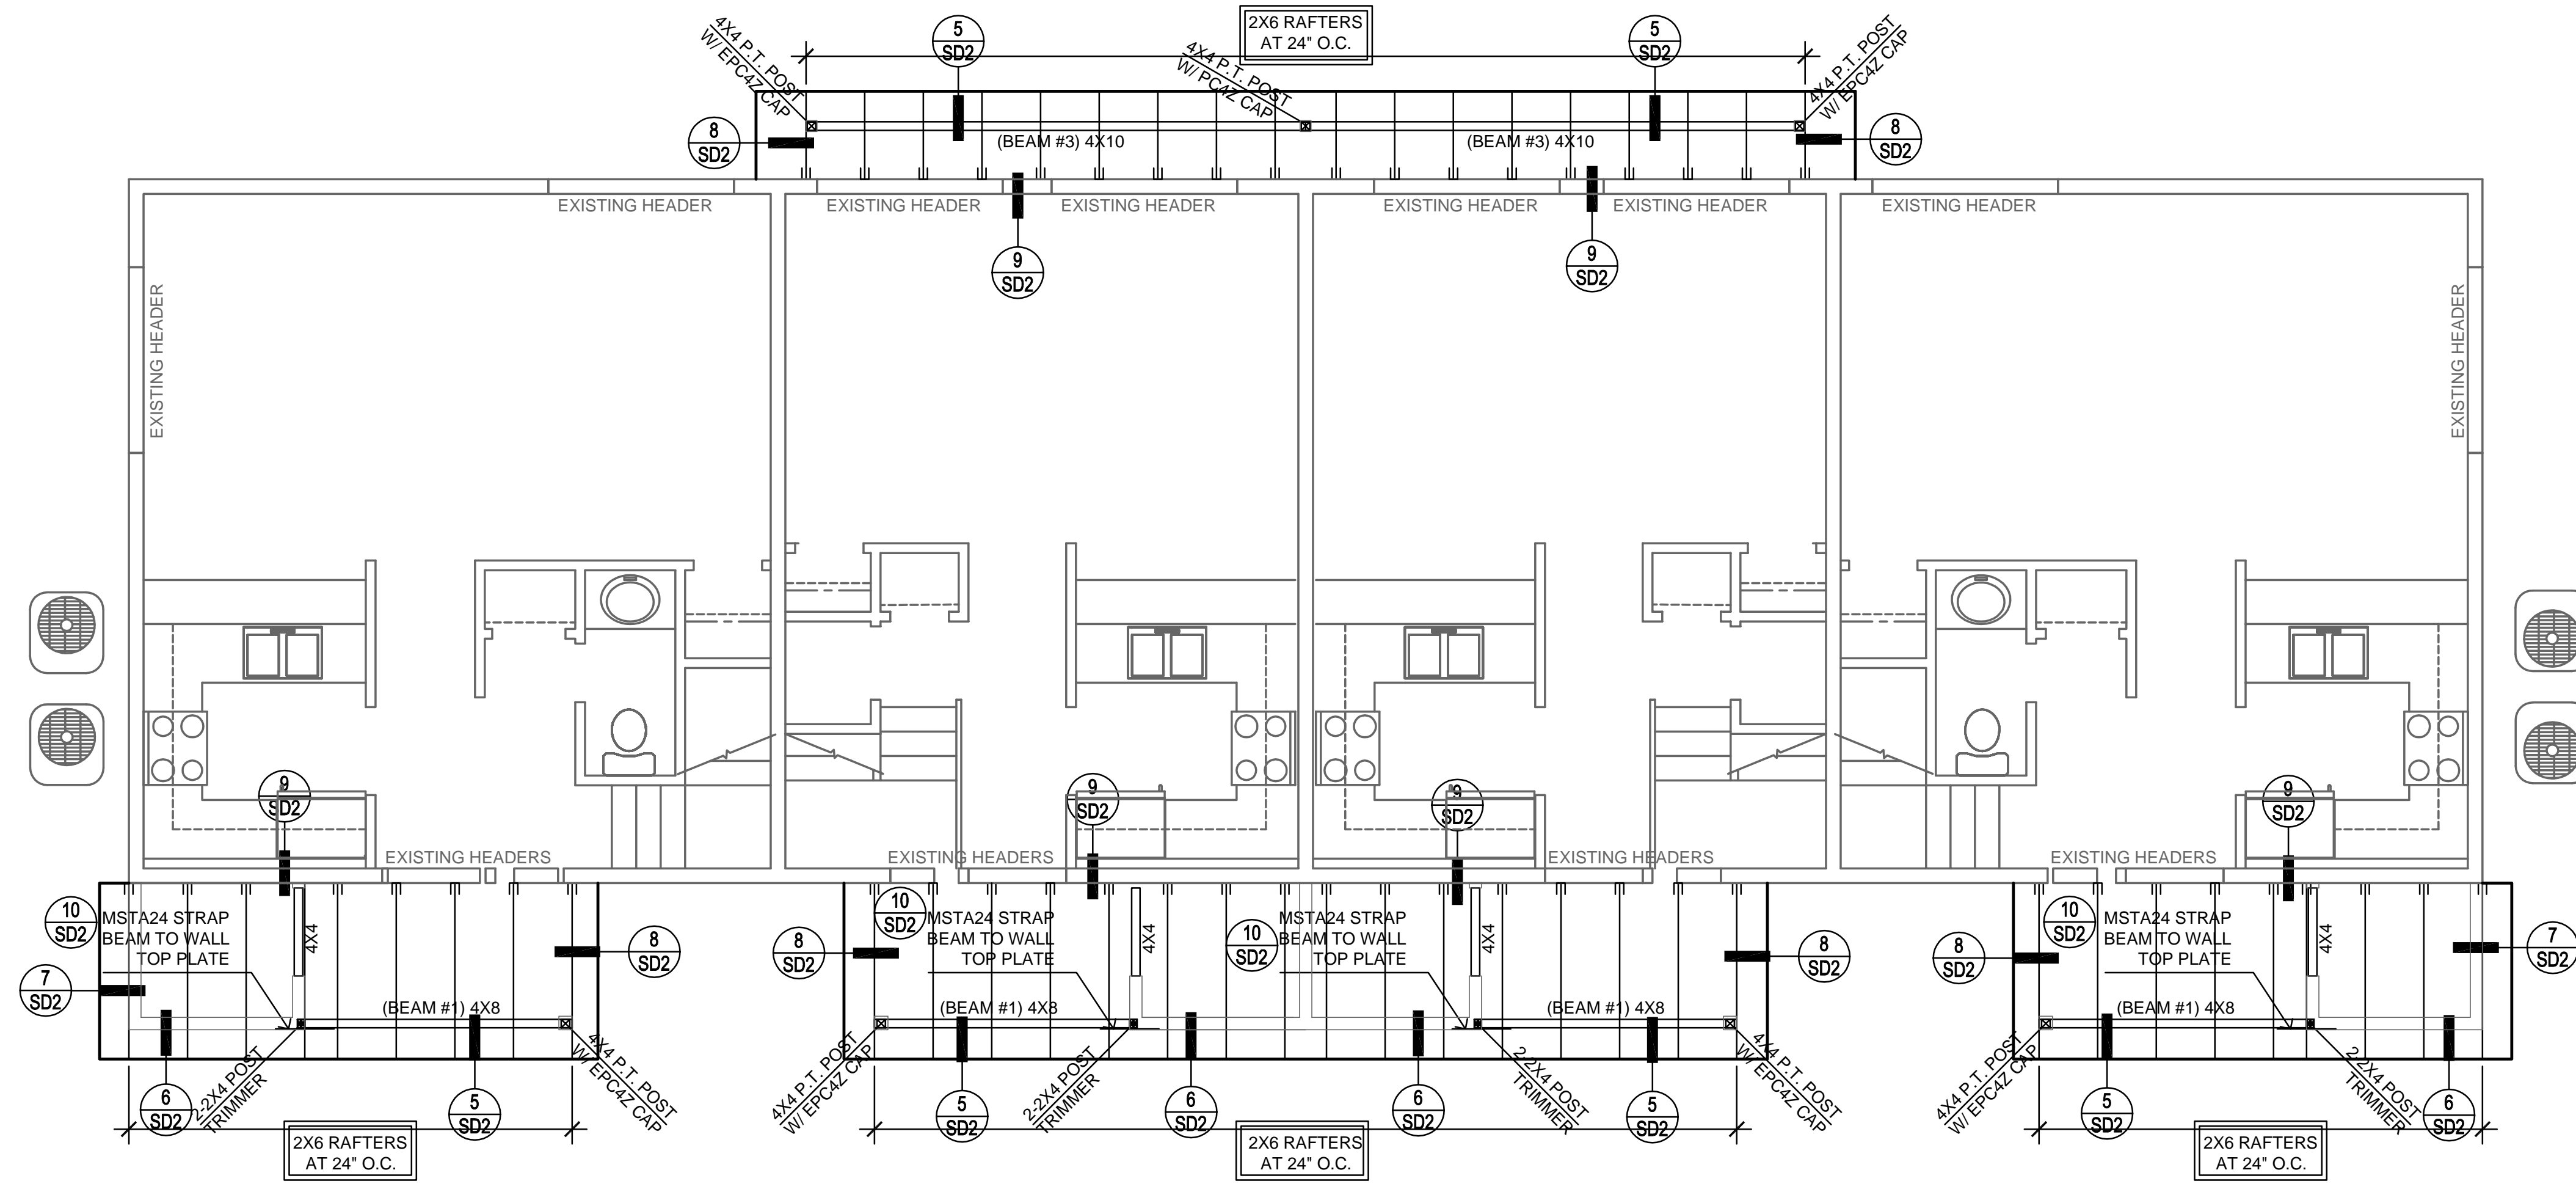 2X6 RAFTERS
AT 24" O.C.
5
SD2
5
SD2
4X4 P.T. POST
W/ EPC4Z CAP
4X4 P.T. POST
W/ PC4Z CAP
4X4 P.T. POST
W/ EPC4Z CAP
8
SD2
(BEAM #3) 4X10
(BEAM #3) 4X10
8
SD2
EXISTING HEADER
EXISTING HEADER
EXISTING HEADER
EXISTING HEADER
EXISTING HEADER
EXISTING HEADER
9
SD2
9
SD2
EXISTING HEADER
EXISTING HEADER
9
SD2
9
SD2
9
SD2
9
SD2
EXISTING HEADERS
EXISTING HEADERS
EXISTING HEADERS
EXISTING HEADERS
10
SD2
MSTA24 STRAP
BEAM TO WALL
TOP PLATE
4X4
7
SD2
8
SD2
(BEAM #1) 4X8
6
SD2
2-2X4 POST
TRIMMER
5
SD2
4X4 P.T. POST
W/ EPC4Z CAP
2X6 RAFTERS
AT 24" O.C.
8
SD2
10
SD2
MSTA24 STRAP
BEAM TO WALL
TOP PLATE
4X4
10
SD2
MSTA24 STRAP
BEAM TO WALL
TOP PLATE
4X4
8
SD2
(BEAM #1) 4X8
(BEAM #1) 4X8
4X4 P.T. POST
W/ EPC4Z CAP
5
SD2
2-2X4 POST
TRIMMER
6
SD2
6
SD2
2-2X4 POST
TRIMMER
5
SD2
4X4 P.T. POST
W/ EPC4Z CAP
2X6 RAFTERS
AT 24" O.C.
8
SD2
10
SD2
MSTA24 STRAP
BEAM TO WALL
TOP PLATE
4X4
7
SD2
(BEAM #1) 4X8
4X4 P.T. POST
W/ EPC4Z CAP
5
SD2
2-2X4 POST
TRIMMER
6
SD2
2X6 RAFTERS
AT 24" O.C.